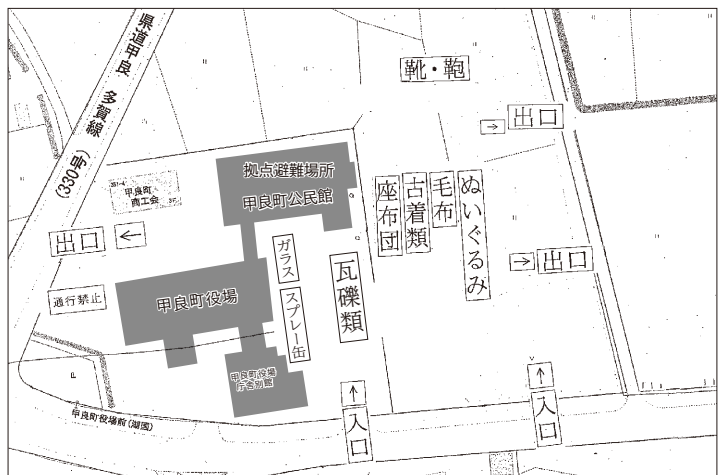 県道甲良 多賀線 (330号)
靴・鞄
→ 出口
拠点避難場所
甲良町公民館
甲良町
商工会
座布団
古着類
毛布
ぬいぐるみ
出口 ←
ガラス
スプレー缶
瓦礫類
→ 出口
通行禁止
甲良町役場
甲良町役場
庁舎別館
甲良町役場前(湖國)
↑
入口
↑
入口